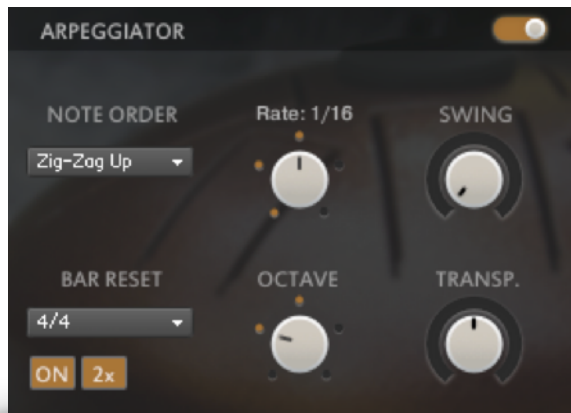 ARPEGGIATOR
NOTE ORDER
Rate: 1/16
SWING
Zig-Zag Up
BAR RESET
OCTAVE
TRANSP.
4/4
ON
2x